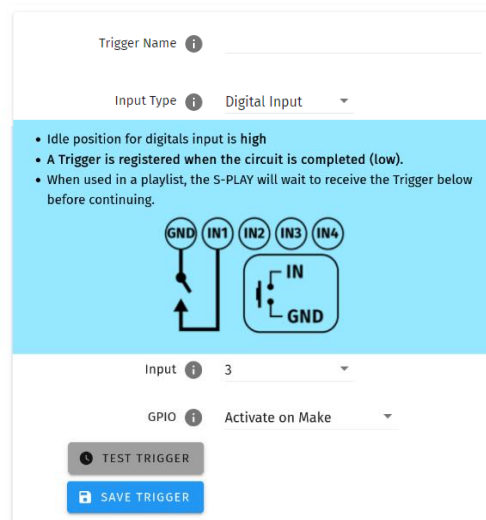 Trigger Name i
Input Type i Digital Input
• Idle position for digitals input is high
• A Trigger is registered when the circuit is completed (low).
• When used in a playlist, the S-PLAY will wait to receive the Trigger below
before continuing.
GND IN1 IN2 IN3 IN4
IN
GND
Input i 3
GPIO i Activate on Make
TEST TRIGGER
SAVE TRIGGER